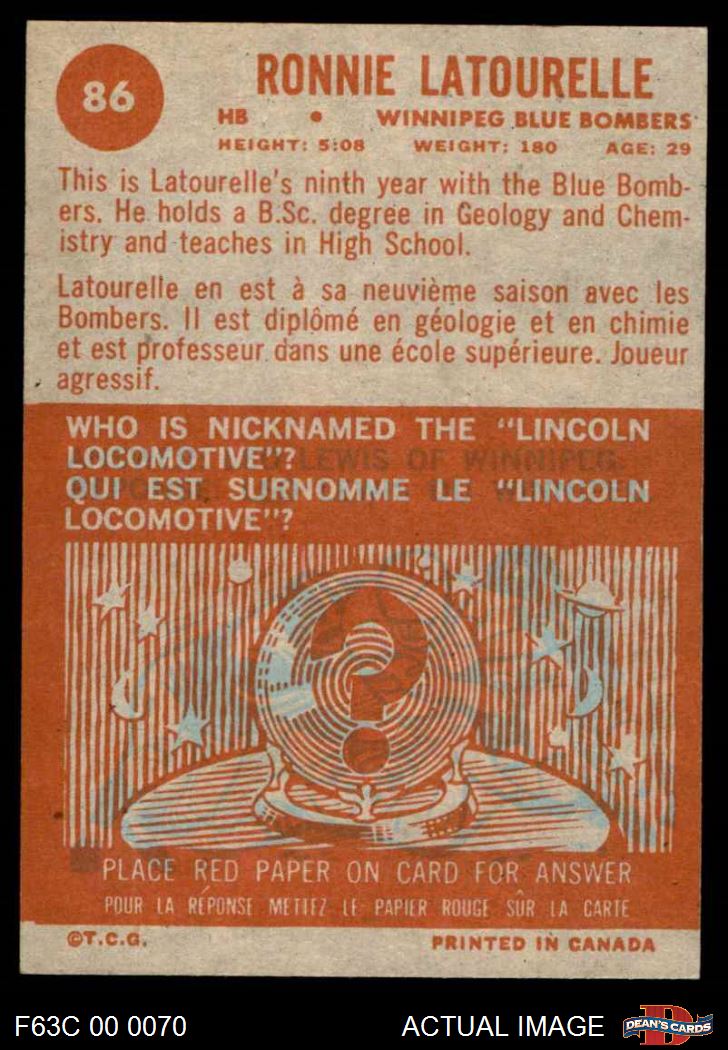 86
RONNIE LATOURELLE
HB • WINNIPEG BLUE BOMBERS
HEIGHT: 5:08 WEIGHT: 180 AGE: 29
This is Latourelle's ninth year with the Blue Bomb-
ers. He holds a B.Sc. degree in Geology and Chem-
istry and teaches in High School.
Latourelle en est à sa neuvième saison avec les
Bombers. Il est diplômé en géologie et en chimie
et est professeur dans une école supérieure. Joueur
agressif.
WHO IS NICKNAMED THE "LINCOLN
LOCOMOTIVE"?
LEWIS OF WINNIPEG
QUI EST SURNOMME LE "LINCOLN
LOCOMOTIVE"?
?
PLACE RED PAPER ON CARD FOR ANSWER
POUR LA RÉPONSE METTEZ LE PAPIER ROUGE SÛR LA CARTE
©T.C.G. PRINTED IN CANADA
F63C 00 0070 ACTUAL IMAGE DEAN'S CARDS